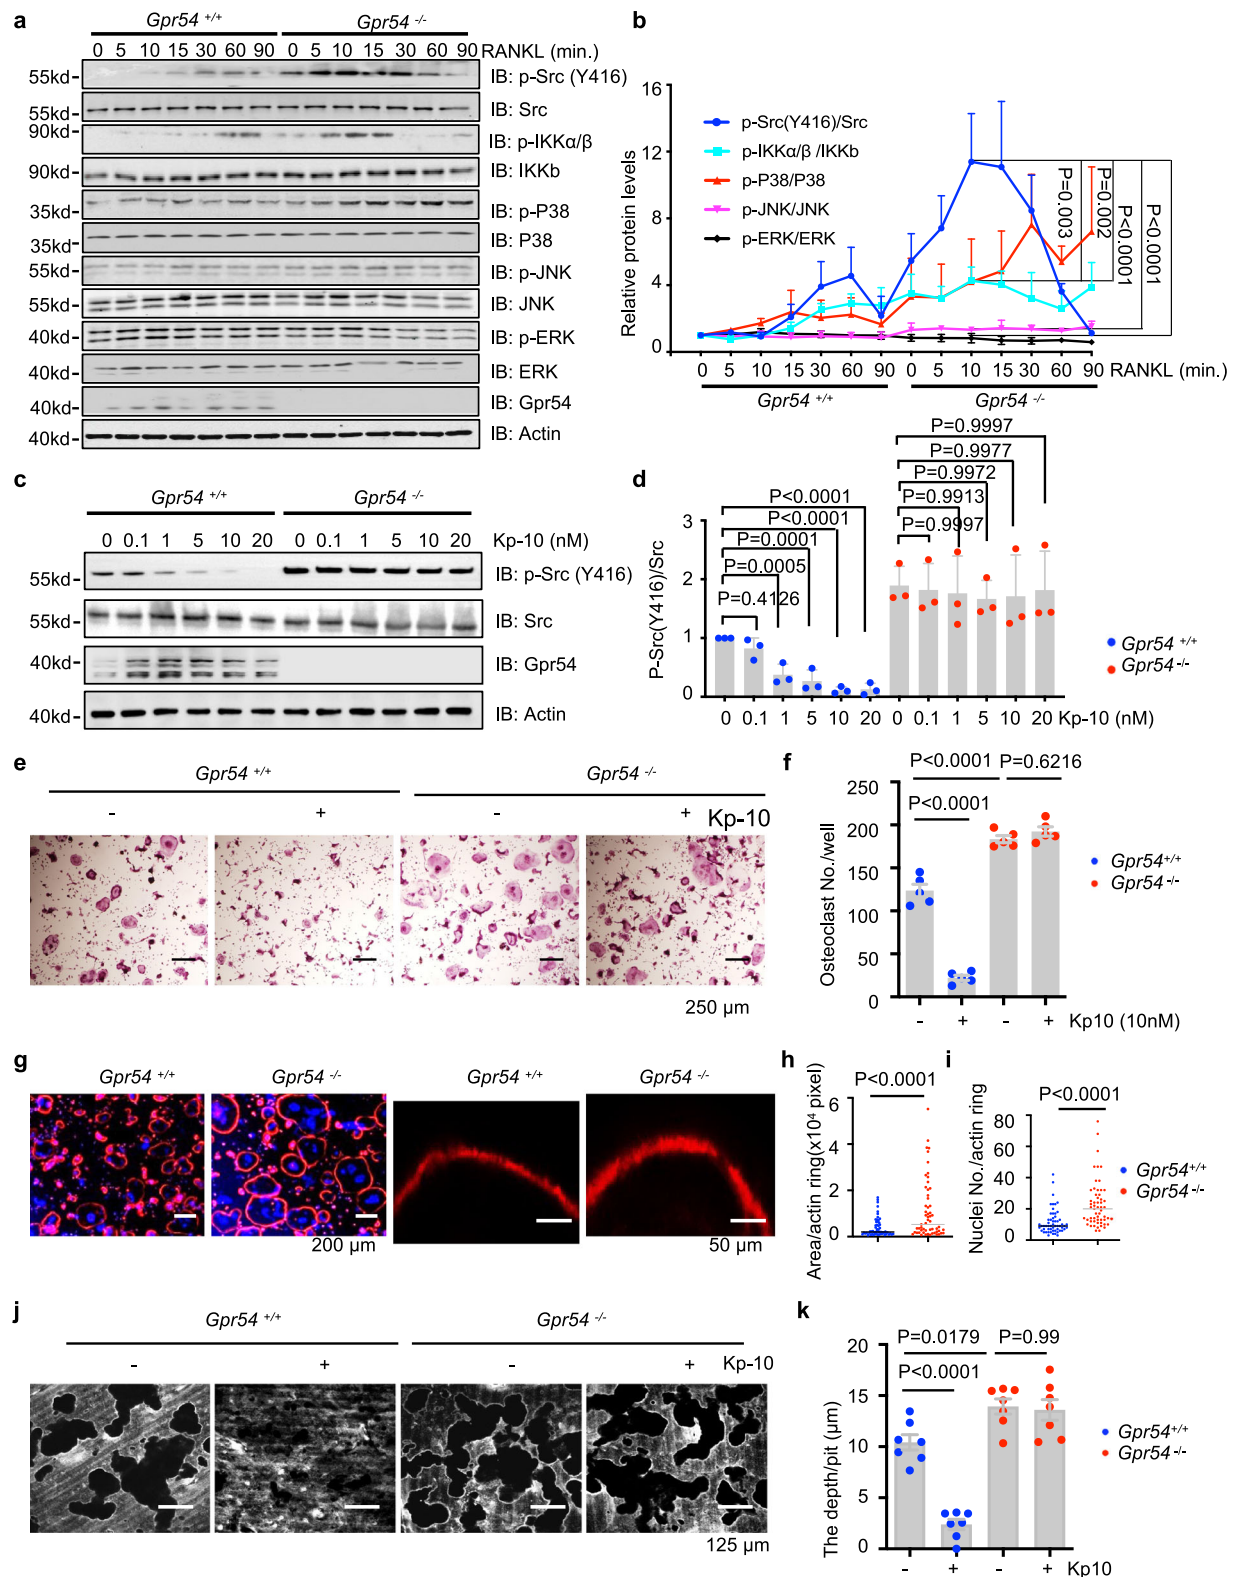 a
Gpr54 +/+ Gpr54 -/-
0 5 10 15 30 60 90 0 5 10 15 30 60 90 RANKL (min.)
55kd IB: p-Src (Y416)
55kd IB: Src
90kd IB: p-IKKα/β
90kd IB: IKKb
35kd IB: p-P38
35kd IB: P38
55kd IB: p-JNK
55kd IB: JNK
40kd IB: p-ERK
40kd IB: ERK
40kd IB: Gpr54
40kd IB: Actin
b
Relative protein levels
16
12
8
4
0
p-Src(Y416)/Src
p-IKKα/β /IKKb
p-P38/P38
p-JNK/JNK
p-ERK/ERK
P=0.003
P=0.002
P<0.0001
P<0.0001
0 5 10 15 30 60 90 0 5 10 15 30 60 90 RANKL (min.)
Gpr54 +/+ Gpr54 -/-
c
Gpr54 +/+ Gpr54 -/-
0 0.1 1 5 10 20 0 0.1 1 5 10 20 Kp-10 (nM)
55kd IB: p-Src (Y416)
55kd IB: Src
40kd IB: Gpr54
40kd IB: Actin
d
P=0.9997
P=0.9977
P=0.9972
P=0.9913
P=0.9997
P<0.0001
P<0.0001
P=0.0001
P=0.0005
P=0.4126
P-Src(Y416)/Src
3
2
1
0
0 0.1 1 5 10 20 0 0.1 1 5 10 20 Kp-10 (nM)
Gpr54 +/+
Gpr54 -/-
e
Gpr54 +/+ Gpr54 -/-
- + - + Kp-10
250 µm
f
P<0.0001 P=0.6216
P<0.0001
Osteoclast No./well
250
200
150
100
50
0
- + - + Kp10 (10nM)
Gpr54+/+
Gpr54-/-
g
Gpr54 +/+ Gpr54 -/- Gpr54 +/+ Gpr54 -/-
200 µm 50 µm
h
P<0.0001
Area/actin ring(x10⁴ pixel)
6
4
2
0
i
P<0.0001
Nuclei No./actin ring
80
60
40
20
0
Gpr54+/+
Gpr54-/-
j
Gpr54 +/+ Gpr54 -/-
- + - + Kp-10
125 µm
k
P=0.0179 P=0.99
P<0.0001
The depth/pit (µm)
20
15
10
5
0
- + - + Kp10
Gpr54+/+
Gpr54-/-